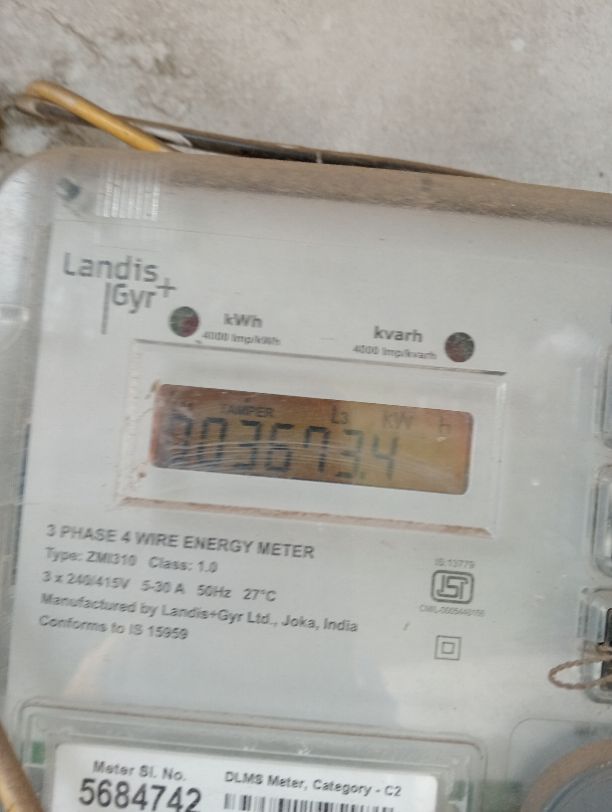 Landis
Gyr+
kWh
4000 Imp/kWh
kvarh
4000 Imp/kvarh
TAMPER L3 kW h
003673.4
3 PHASE 4 WIRE ENERGY METER
Type: ZMI310 Class: 1.0
3 x 240/415V 5-30 A 50Hz 27°C
Manufactured by Landis+Gyr Ltd., Joka, India
Conforms to IS 15959
IS:13779
ISI
Meter Sl. No.
5684742
DLMS Meter, Category - C2